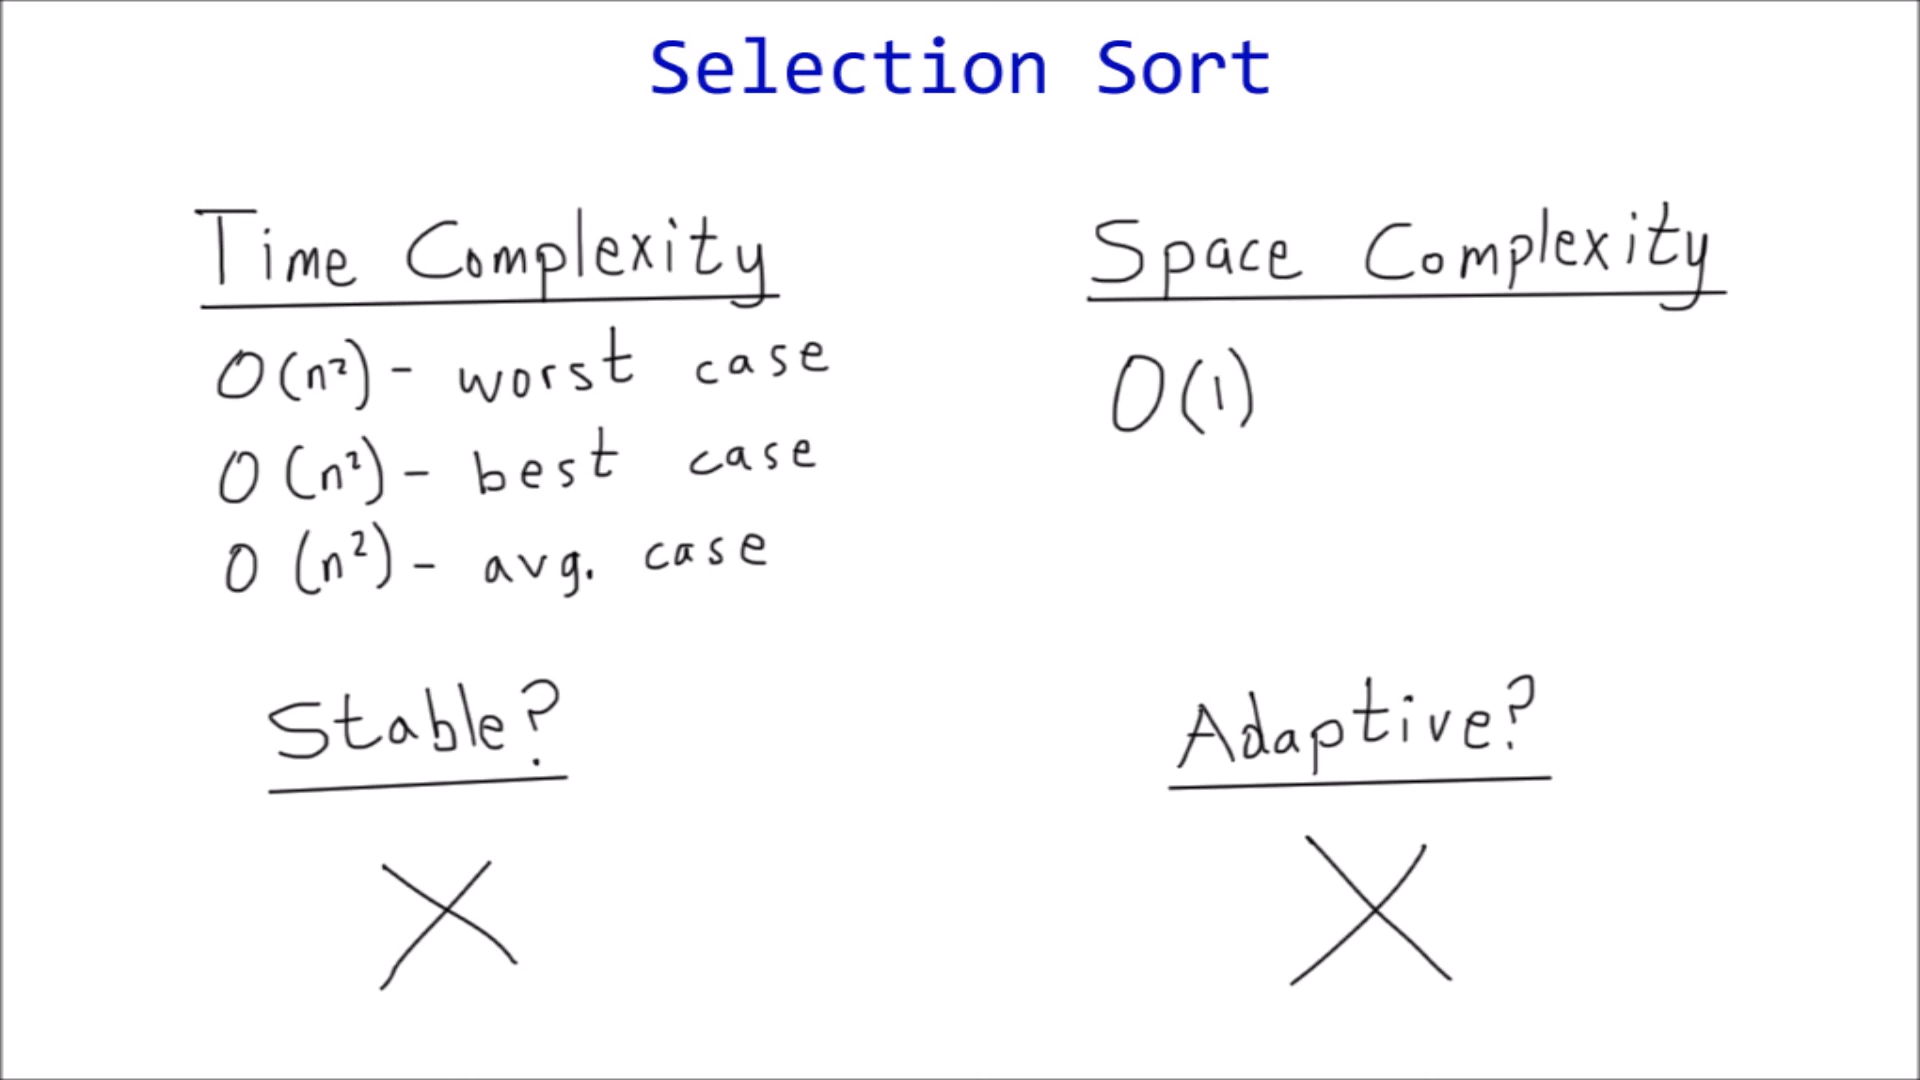 Selection Sort
Time Complexity
O(n²) - worst case
O(n²) - best case
O(n²) - avg. case
Space Complexity
O(1)
Stable?
X
Adaptive?
X